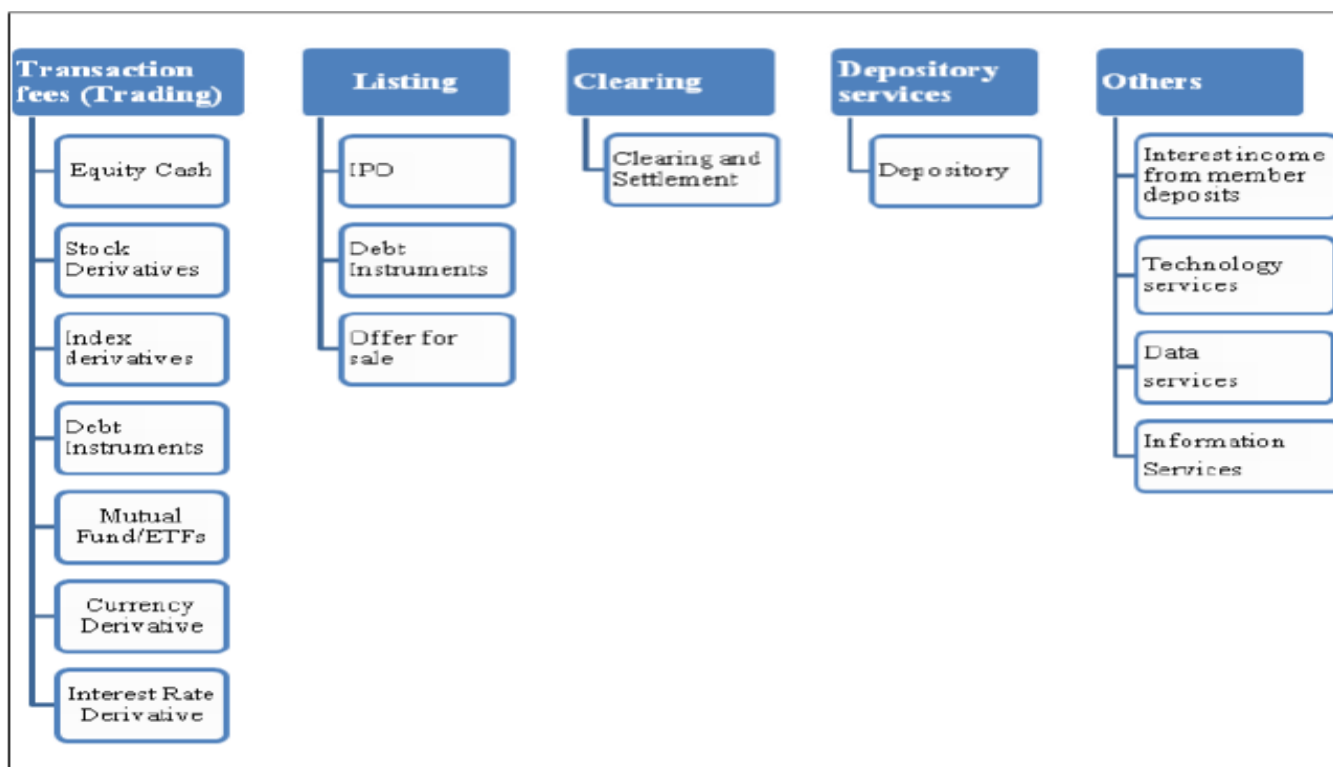 Transaction
fees (Trading)
Equity Cash
Stock
Derivatives
Index
derivatives
Debt
Instruments
Mutual
Fund/ETFs
Currency
Derivative
Interest Rate
Derivative
Listing
IPO
Debt
Instruments
Offer for
sale
Clearing
Clearing and
Settlement
Depository
services
Depository
Others
Interest income
from member
deposits
Technology
services
Data
services
Information
Services